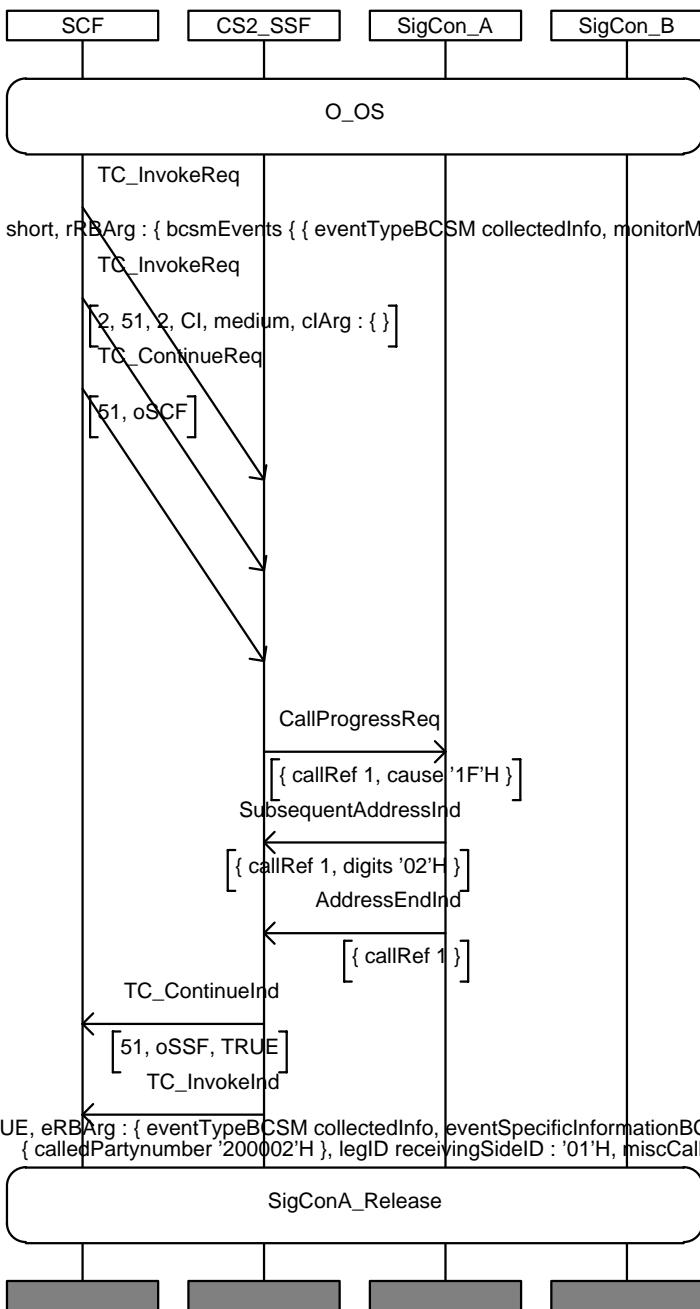 SCF CS2_SSF SigCon_A SigCon_B
O_OS
TC_InvokeReq
short, rRBArg : { bcsmEvents { { eventTypeBCSM collectedInfo, monitorM
TC_InvokeReq
2, 51, 2, CI, medium, cIArg : { }
TC_ContinueReq
51, oSCF
CallProgressReq
{ callRef 1, cause '1F'H }
SubsequentAddressInd
{ callRef 1, digits '02'H }
AddressEndInd
{ callRef 1 }
TC_ContinueInd
51, oSSF, TRUE
TC_InvokeInd
UE, eRBArg : { eventTypeBCSM collectedInfo, eventSpecificInformationBC
{ calledPartynumber '200002'H }, legID receivingSideID : '01'H, miscCal
SigConA_Release